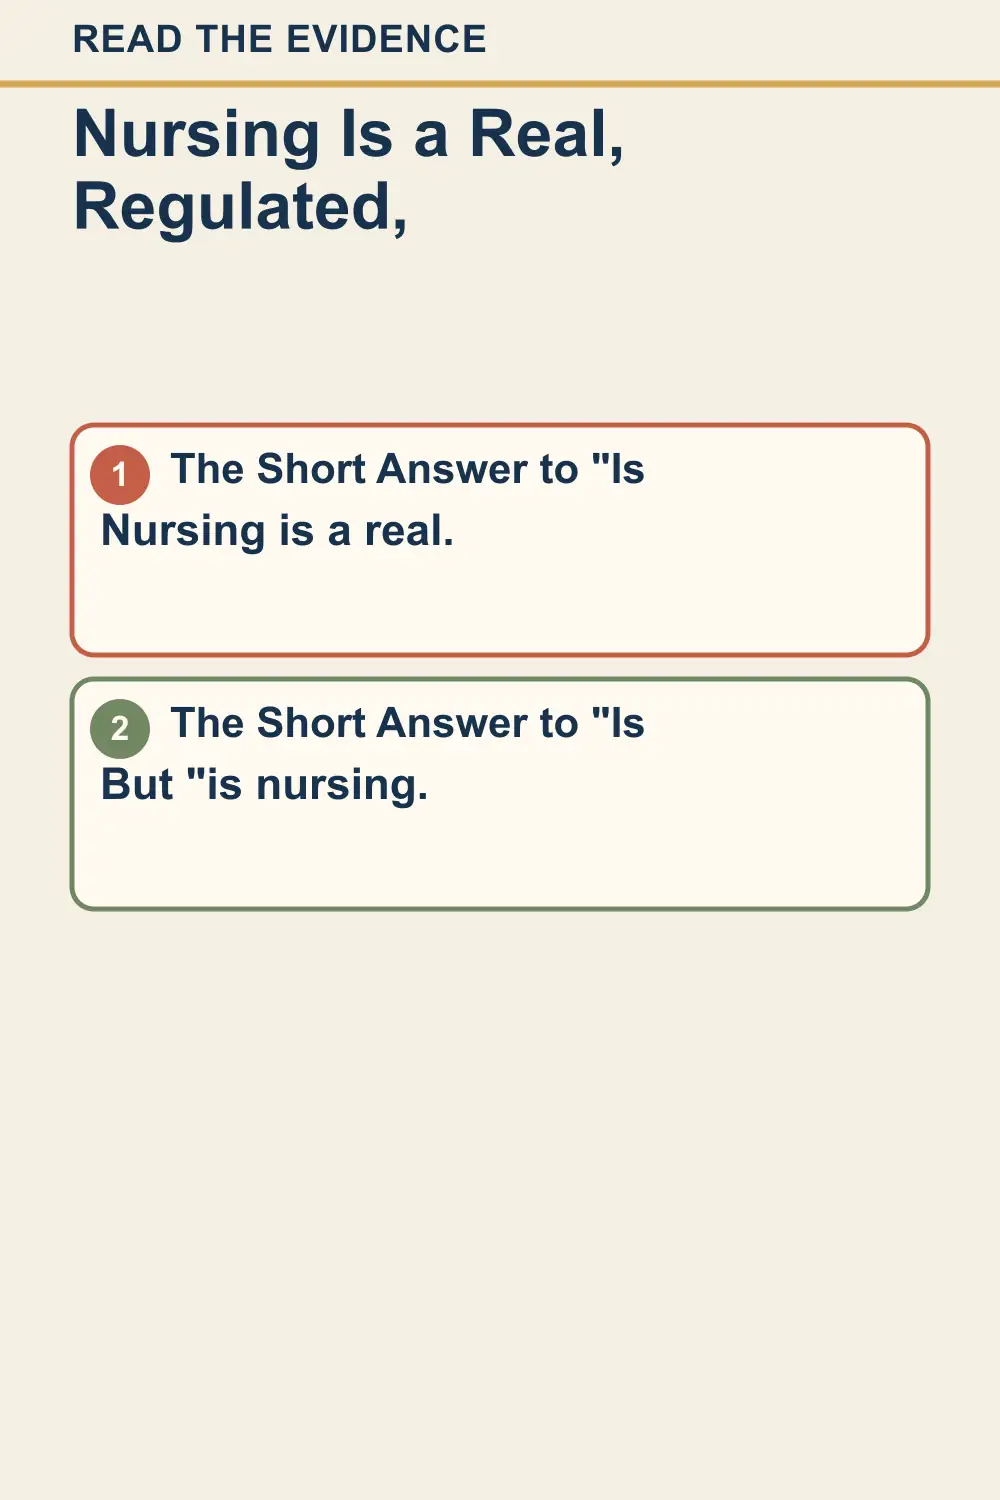 READ THE EVIDENCE
Nursing Is a Real,
Regulated,
1 The Short Answer to "Is
Nursing is a real.
2 The Short Answer to "Is
But "is nursing.